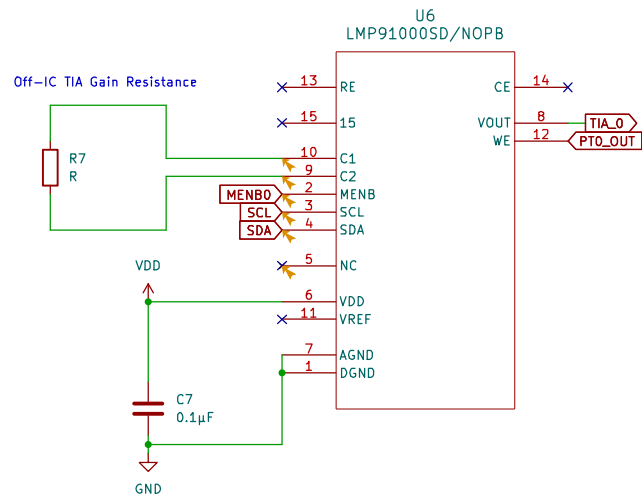 U6
LMP91000SD/NOPB
Off-IC TIA Gain Resistance
13 RE
CE 14
15 15
VOUT 8 TIA_0
WE 12 PT0_OUT
10 C1
R7
R
9 C2
MENB0 2 MENB
SCL 3 SCL
SDA 4 SDA
5 NC
VDD
6 VDD
11 VREF
7 AGND
1 DGND
C7
0.1µF
GND